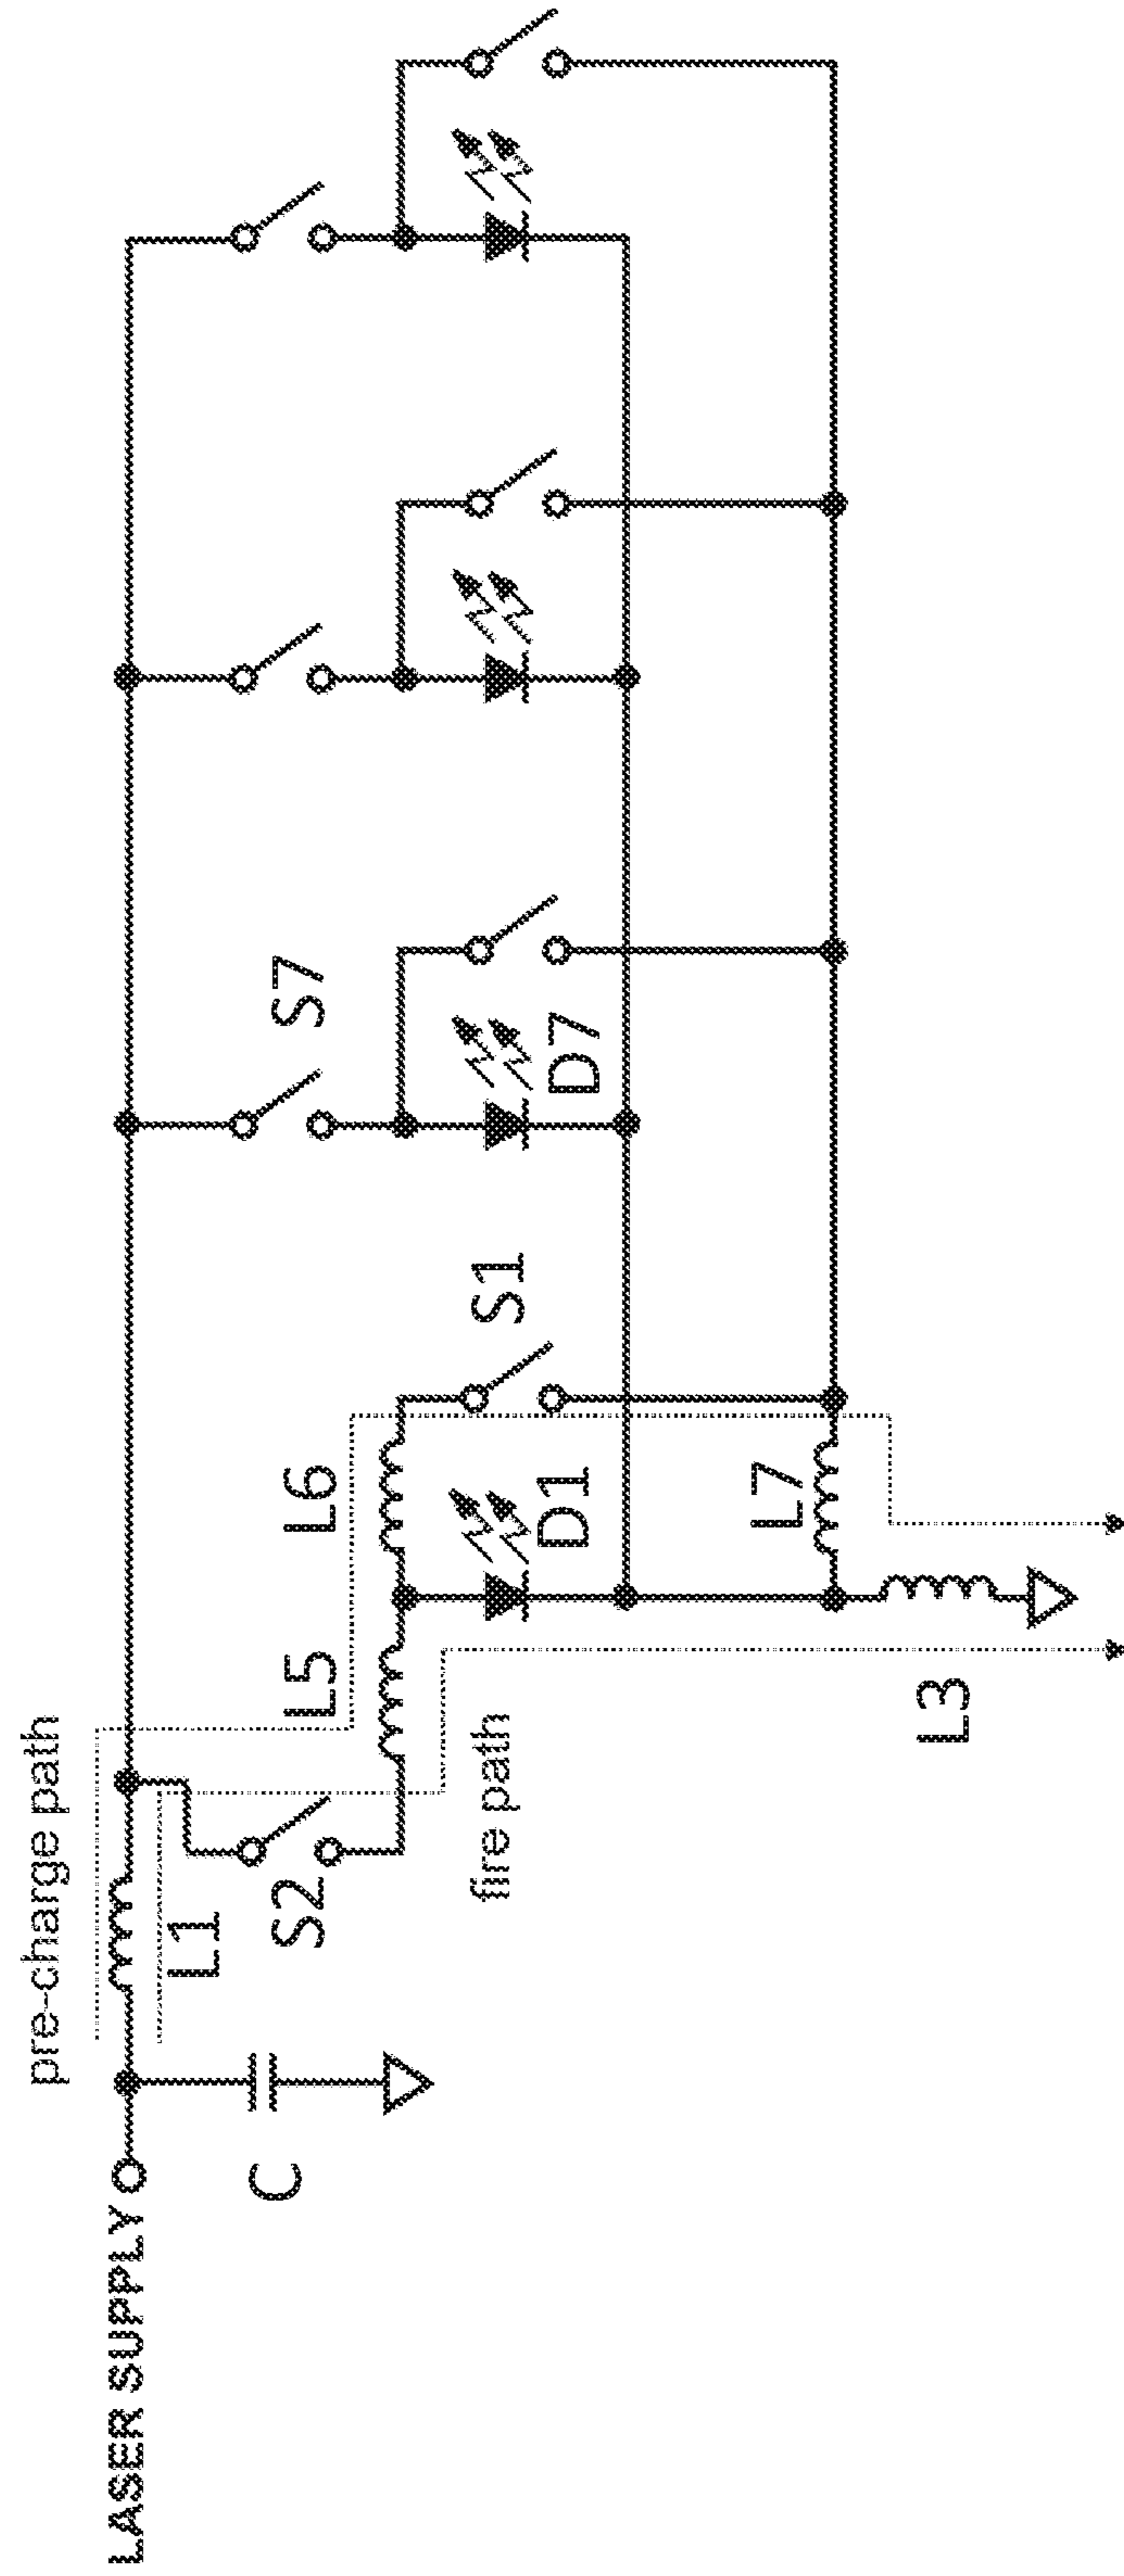 LASER SUPPLY
C
pre-charge path
L1
S2
fire path
L5
L3
L6
D1
L7
S1
S7
D7